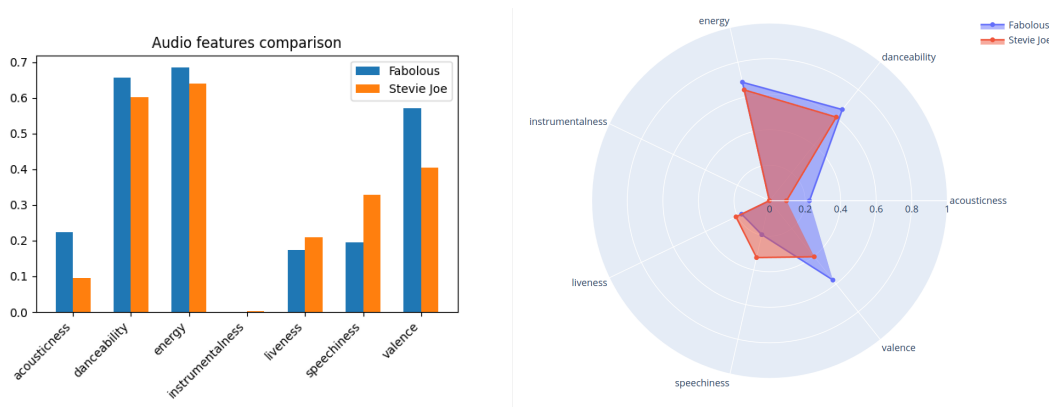 Audio features comparison
Fabolous
Stevie Joe
0.7
0.6
0.5
0.4
0.3
0.2
0.1
0.0
acousticness
danceability
energy
instrumentalness
liveness
speechiness
valence
energy
danceability
instrumentalness
acousticness
0
0.2
0.4
0.6
0.8
1
liveness
valence
speechiness
Fabolous
Stevie Joe